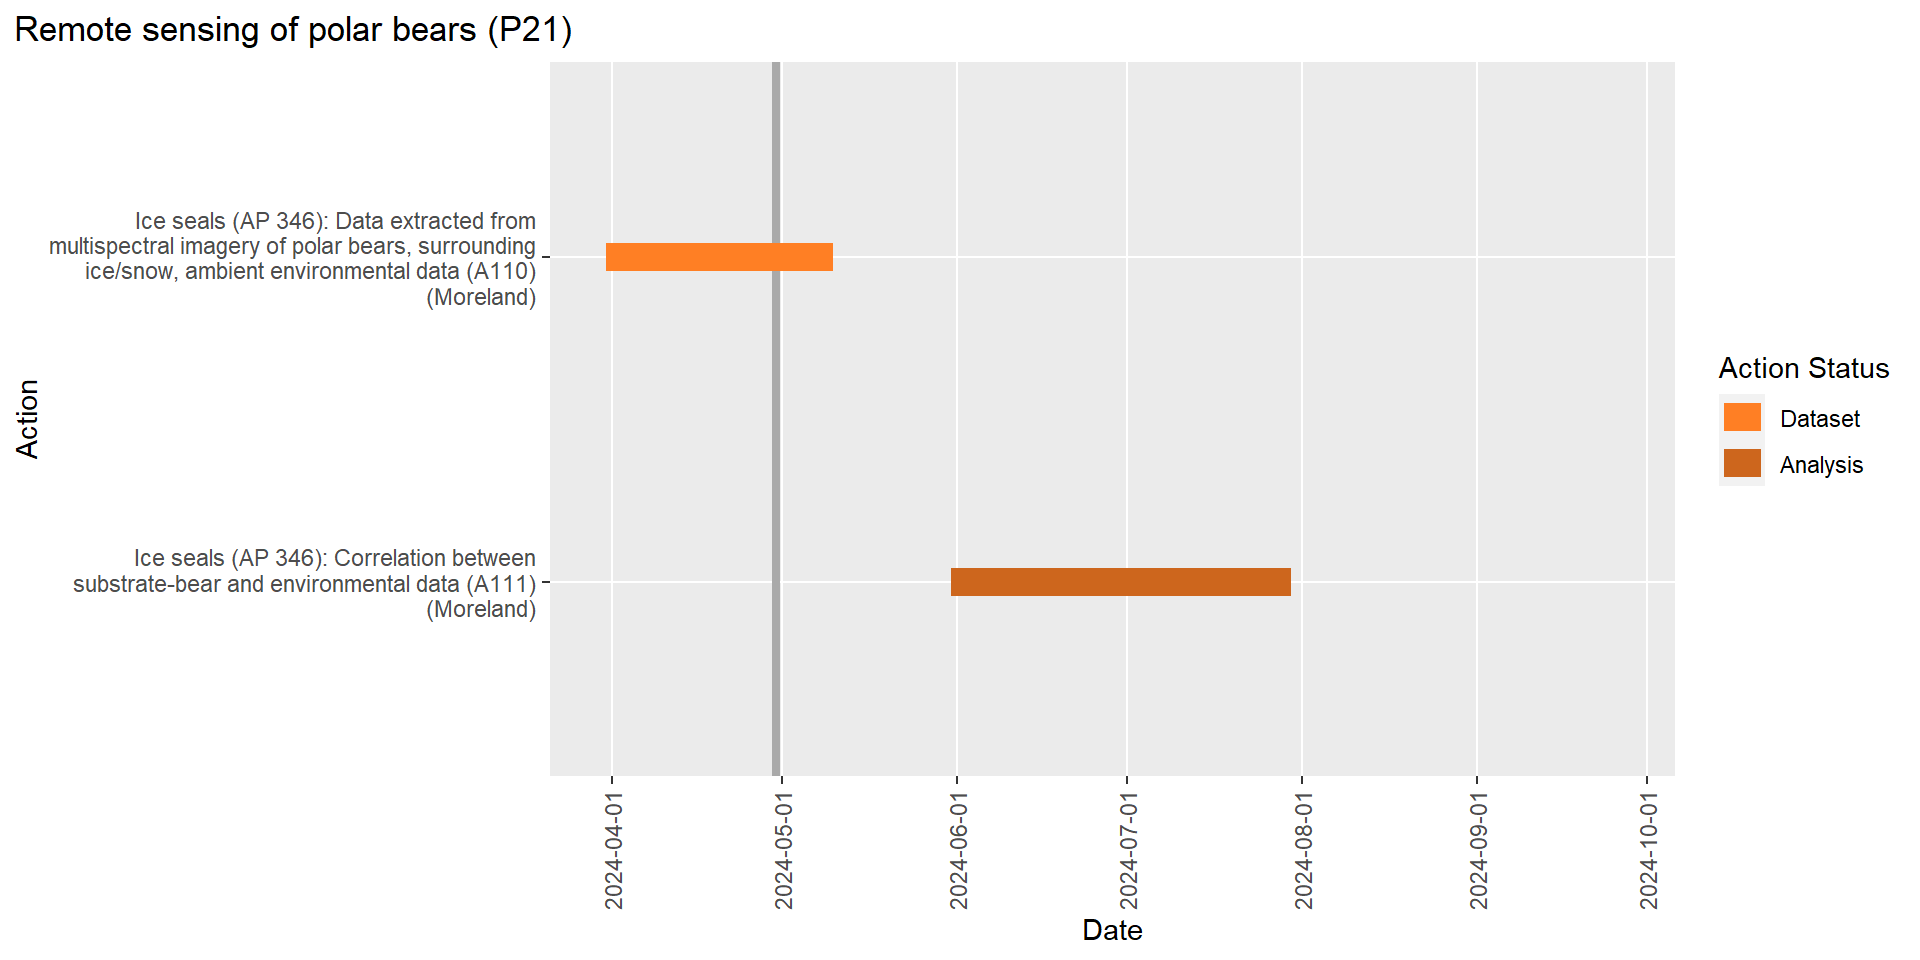 Remote sensing of polar bears (P21)
Ice seals (AP 346): Data extracted from
multispectral imagery of polar bears, surrounding
ice/snow, ambient environmental data (A110)
(Moreland)
Action
Ice seals (AP 346): Correlation between
substrate-bear and environmental data (A111)
(Moreland)
Action Status
Dataset
Analysis
2024-04-01
2024-05-01
2024-06-01
2024-07-01
2024-08-01
2024-09-01
2024-10-01
Date